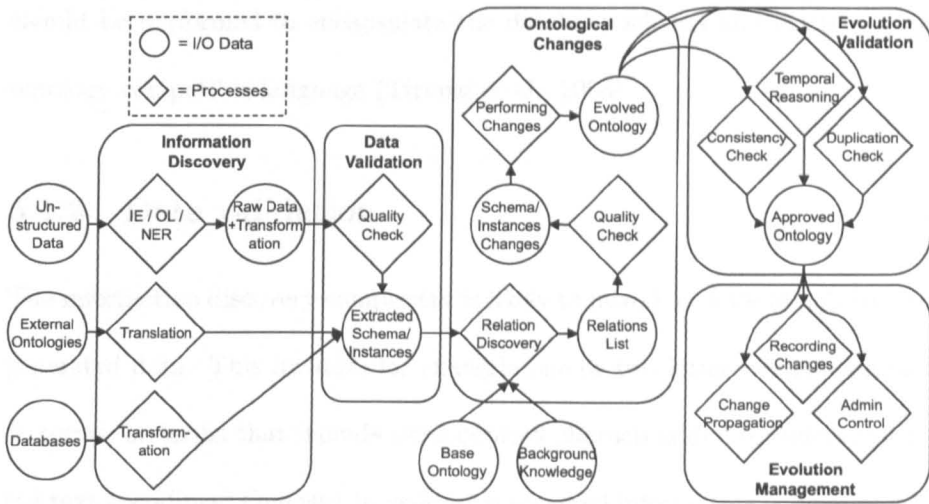 = I/O Data
= Processes
Information
Discovery
Data
Validation
Ontological
Changes
Evolution
Validation
Un-
structured
Data
IE / OL /
NER
Raw Data
+Transform
ation
Quality
Check
External
Ontologies
Translation
Extracted
Schema/
Instances
Databases
Transform-
ation
Performing
Changes
Evolved
Ontology
Schema/
Instances
Changes
Quality
Check
Relation
Discovery
Relations
List
Base
Ontology
Background
Knowledge
Temporal
Reasoning
Consistency
Check
Duplication
Check
Approved
Ontology
Recording
Changes
Change
Propagation
Admin
Control
Evolution
Management